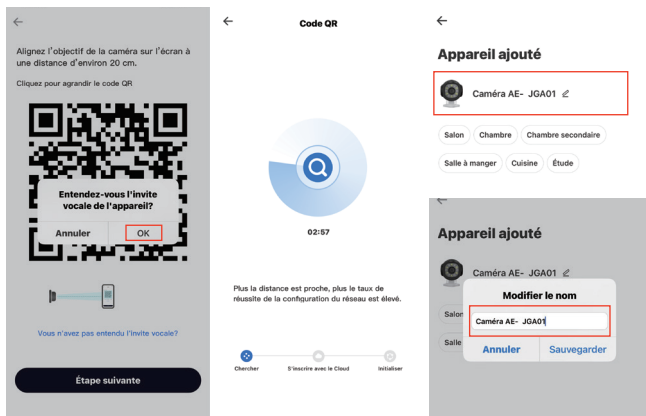 Alignez l'objectif de la caméra sur l'écran à
une distance d'environ 20 cm.
Cliquez pour agrandir le code QR
Entendez-vous l'invite
vocale de l'appareil?
Annuler
OK
Vous n'avez pas entendu l'invite vocale?
Étape suivante
Code QR
02:57
Plus la distance est proche, plus le taux de
réussite de la configuration du réseau est élevé.
Chercher
S'inscrire avec le Cloud
Initialiser
Appareil ajouté
Caméra AE- JGA01
Salon
Chambre
Chambre secondaire
Salle à manger
Cuisine
Étude
Appareil ajouté
Caméra AE- JGA01
Salon
Salle
Modifier le nom
Caméra AE- JGA01
Annuler
Sauvegarder